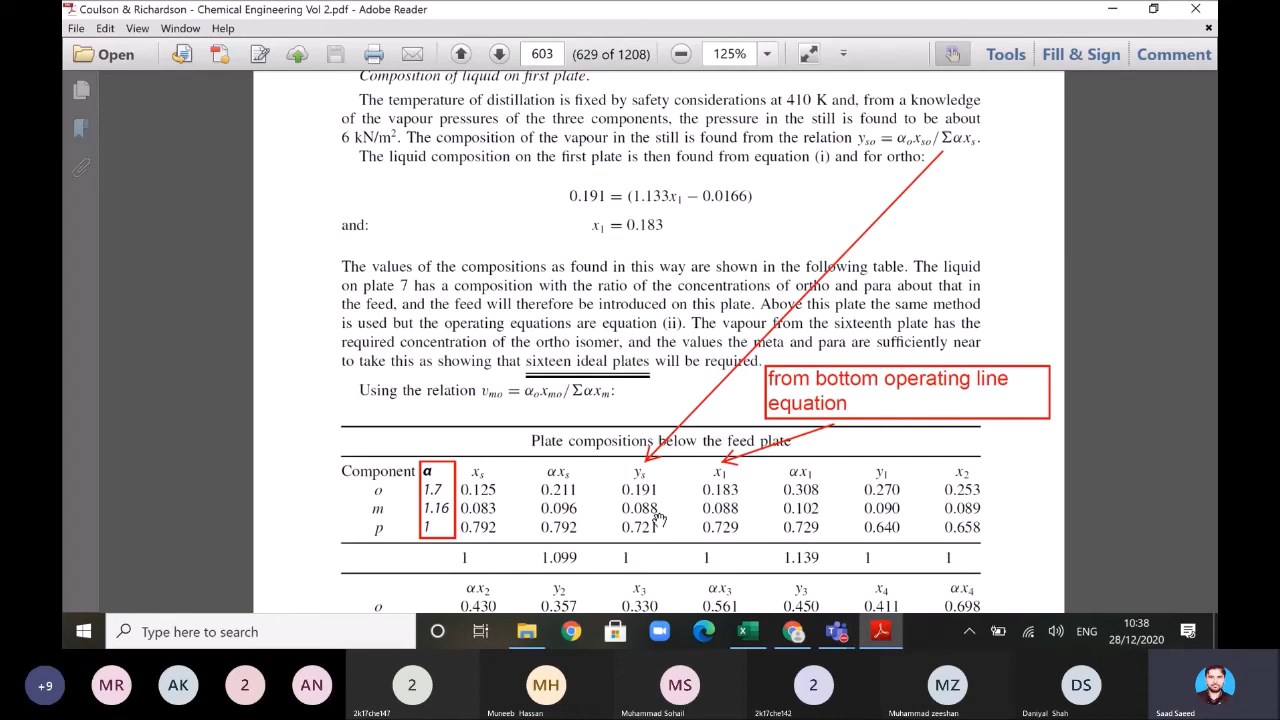 Coulson & Richardson - Chemical Engineering Vol 2.pdf - Adobe Reader
File Edit View Window Help
Open 603 (629 of 1208) 125% Tools Fill & Sign Comment
Composition of liquid on first plate.
The temperature of distillation is fixed by safety considerations at 410 K and, from a knowledge
of the vapour pressures of the three components, the pressure in the still is found to be about
6 kN/m². The composition of the vapour in the still is found from the relation yso = αoxso/Σαxs.
The liquid composition on the first plate is then found from equation (i) and for ortho:
0.191 = (1.133x1 − 0.0166)
and: x1 = 0.183
The values of the compositions as found in this way are shown in the following table. The liquid
on plate 7 has a composition with the ratio of the concentrations of ortho and para about that in
the feed, and the feed will therefore be introduced on this plate. Above this plate the same method
is used but the operating equations are equation (ii). The vapour from the sixteenth plate has the
required concentration of the ortho isomer, and the values the meta and para are sufficiently near
to take this as showing that sixteen ideal plates will be required.
from bottom operating line
equation
Using the relation υmo = αoxmo/Σαxm:
Plate compositions below the feed plate
Component α xs αxs ys x1 αx1 y1 x2
o 1.7 0.125 0.211 0.191 0.183 0.308 0.270 0.253
m 1.16 0.083 0.096 0.088 0.088 0.102 0.090 0.089
p 1 0.792 0.792 0.721 0.729 0.729 0.640 0.658
1 1.099 1 1 1.139 1 1
αx2 y2 x3 αx3 y3 x4 αx4
o 0.430 0.357 0.330 0.561 0.450 0.411 0.698
Type here to search
ENG
10:38
28/12/2020
+9 MR AK 2 AN 2 MH MS 2 MZ DS
2k17che147 Muneeb Hassan Muhammad Sohail 2k17che142 Muhammad zeeshan Daniyal Shah Saad Saeed